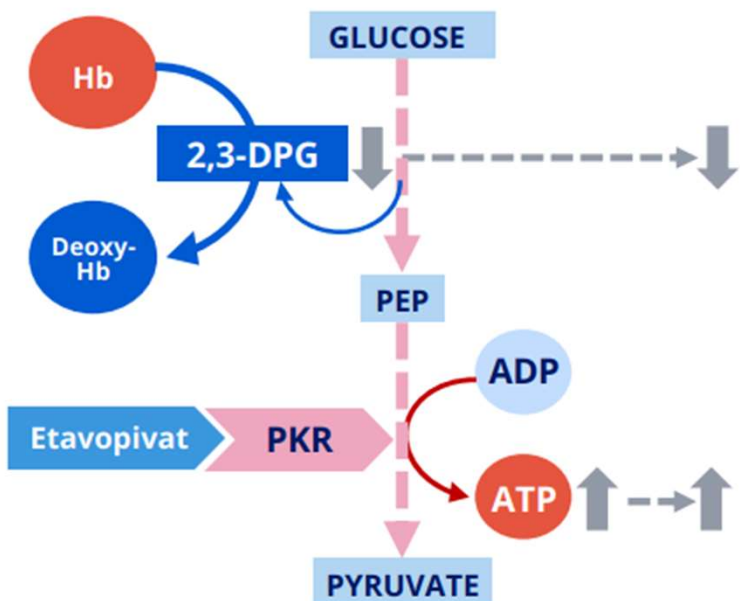 GLUCOSE
Hb
2,3-DPG
Deoxy-
Hb
PEP
ADP
Etavopivat
PKR
ATP
PYRUVATE